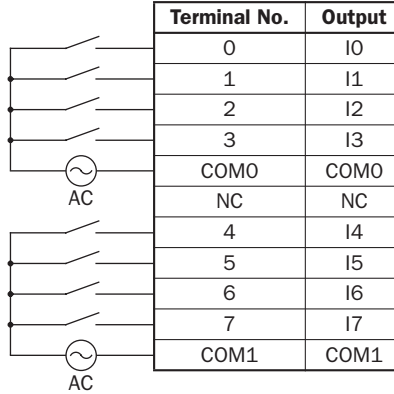 Terminal No. Output
0 I0
1 I1
2 I2
3 I3
COM0 COM0
AC
NC NC
4 I4
5 I5
6 I6
7 I7
COM1 COM1
AC